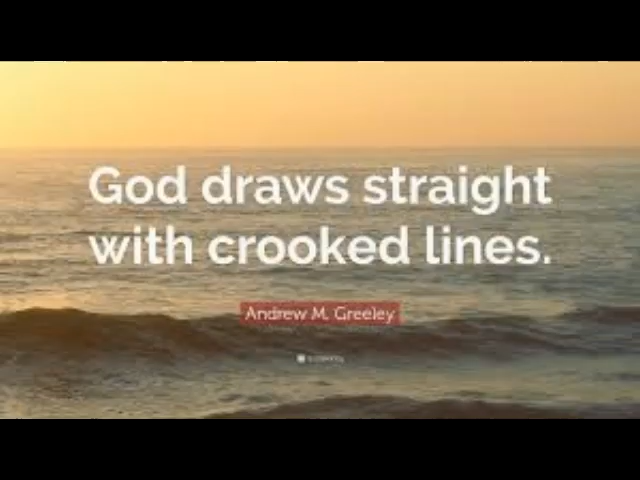 God draws straight
with crooked lines.
Andrew M. Greeley